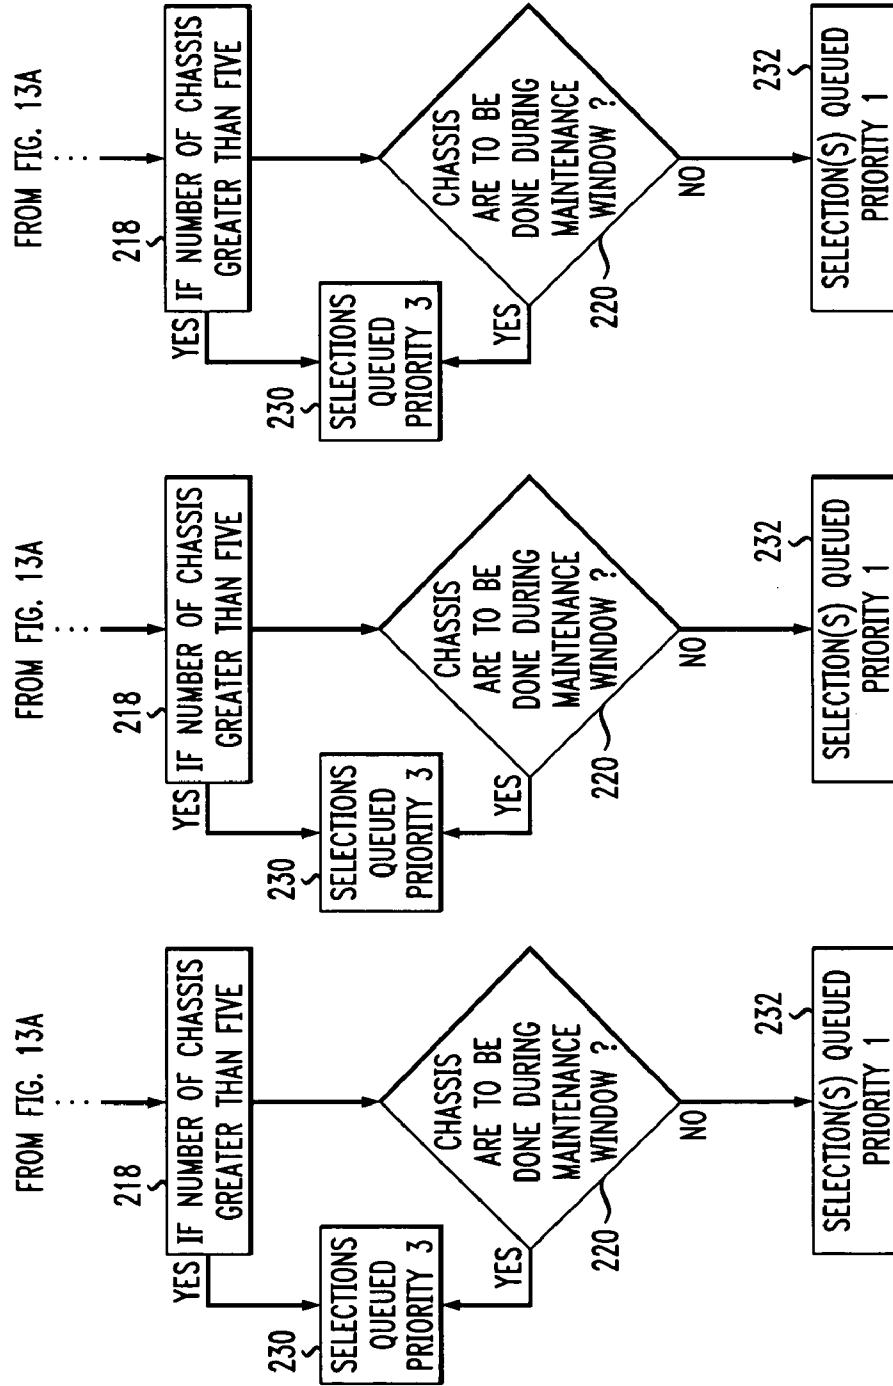 FROM FIG. 13A
218
IF NUMBER OF CHASSIS
GREATER THAN FIVE
YES
230
SELECTIONS
QUEUED
PRIORITY 3
CHASSIS
ARE TO BE
DONE DURING
MAINTENANCE
WINDOW ?
YES
220
NO
232
SELECTION(S) QUEUED
PRIORITY 1
FROM FIG. 13A
218
IF NUMBER OF CHASSIS
GREATER THAN FIVE
YES
230
SELECTIONS
QUEUED
PRIORITY 3
CHASSIS
ARE TO BE
DONE DURING
MAINTENANCE
WINDOW ?
YES
220
NO
232
SELECTION(S) QUEUED
PRIORITY 1
FROM FIG. 13A
218
IF NUMBER OF CHASSIS
GREATER THAN FIVE
YES
230
SELECTIONS
QUEUED
PRIORITY 3
CHASSIS
ARE TO BE
DONE DURING
MAINTENANCE
WINDOW ?
YES
220
NO
232
SELECTION(S) QUEUED
PRIORITY 1